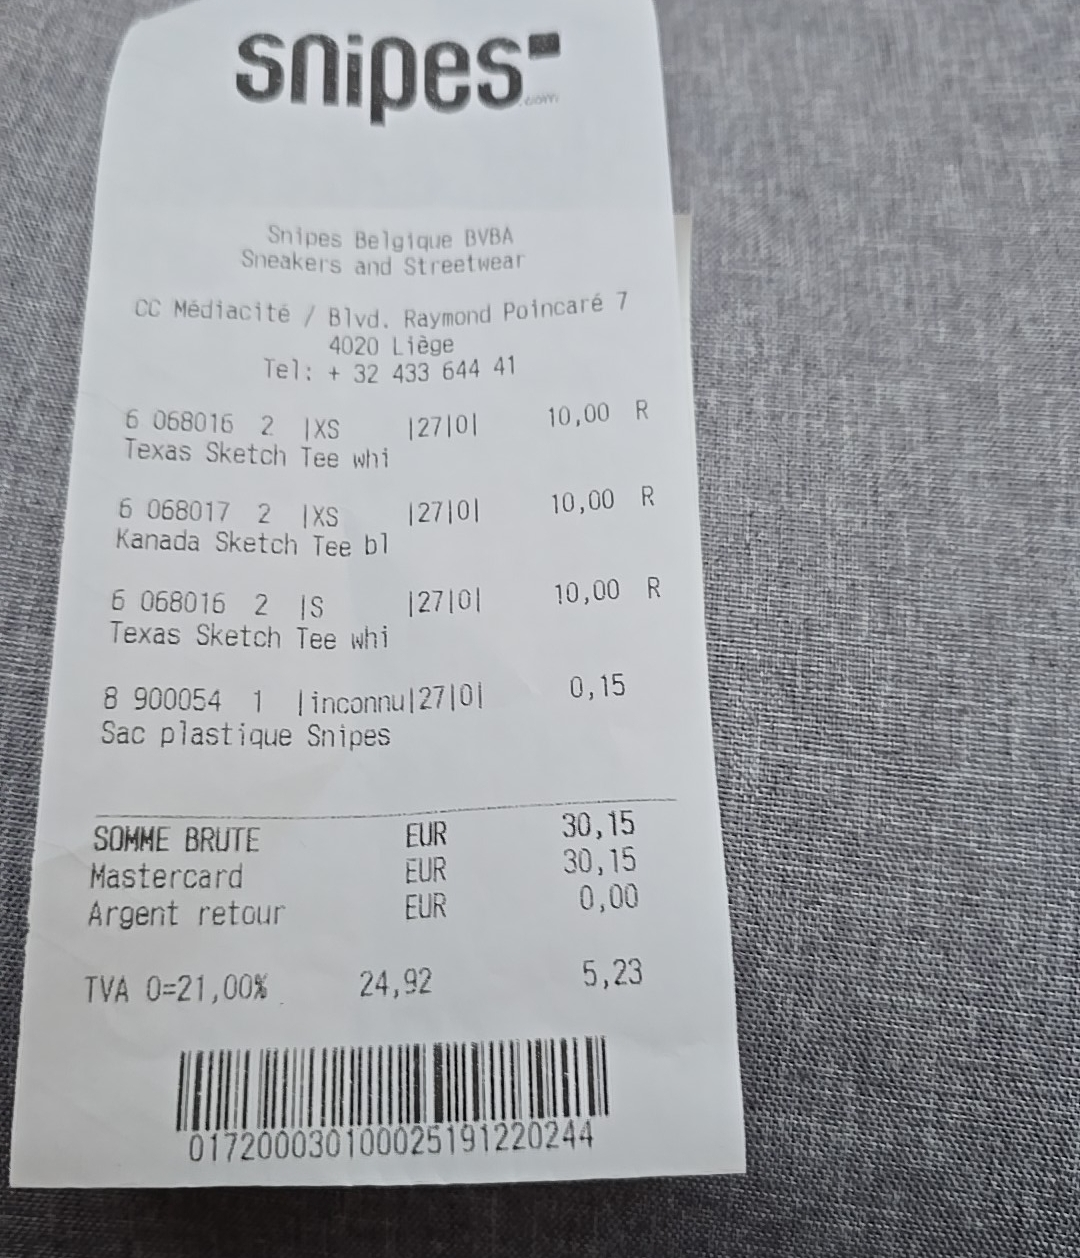 snipes
.com
Snipes Belgique BVBA
Sneakers and Streetwear
CC Médiacité / Blvd. Raymond Poincaré 7
4020 Liège
Tel: + 32 433 644 41
6 068016 2 |XS |27|0| 10,00 R
Texas Sketch Tee whi
6 068017 2 |XS |27|0| 10,00 R
Kanada Sketch Tee bl
6 068016 2 |S |27|0| 10,00 R
Texas Sketch Tee whi
8 900054 1 |inconnu|27|0| 0,15
Sac plastique Snipes
SOMME BRUTE EUR 30,15
Mastercard EUR 30,15
Argent retour EUR 0,00
TVA 0=21,00% 24,92 5,23
017200030100025191220244